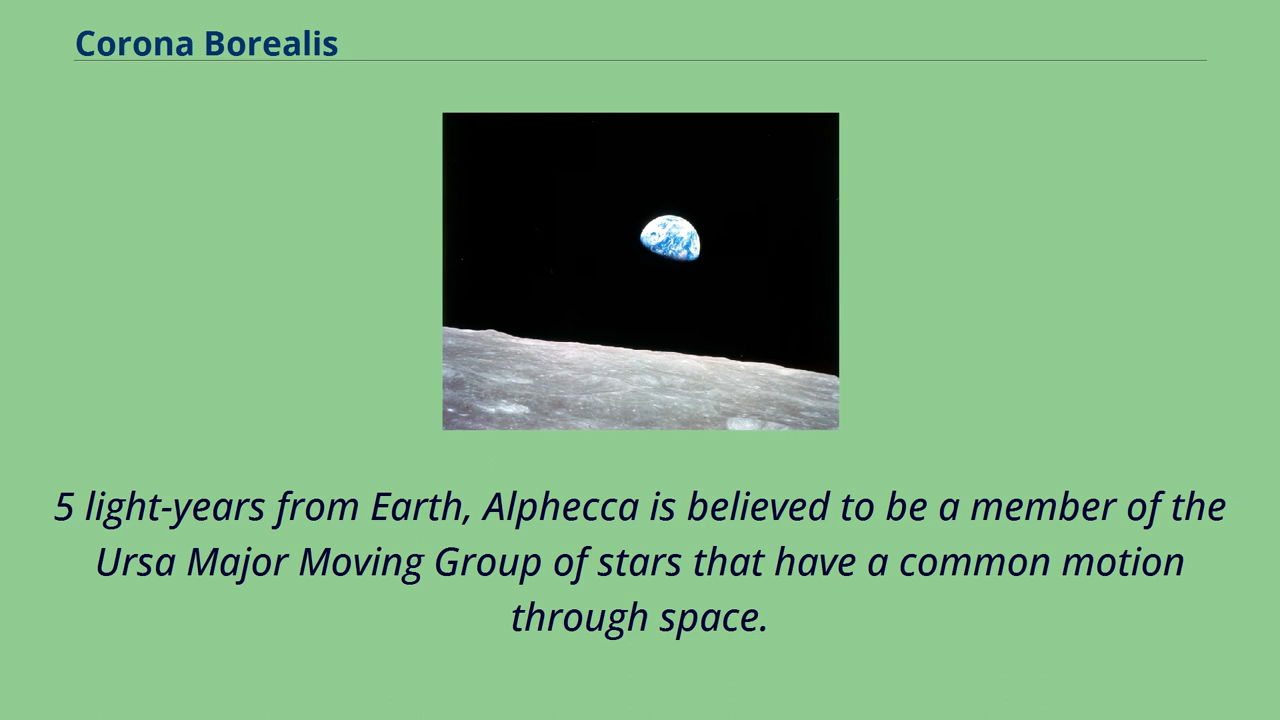 Corona Borealis
5 light-years from Earth, Alphecca is believed to be a member of the
Ursa Major Moving Group of stars that have a common motion
through space.